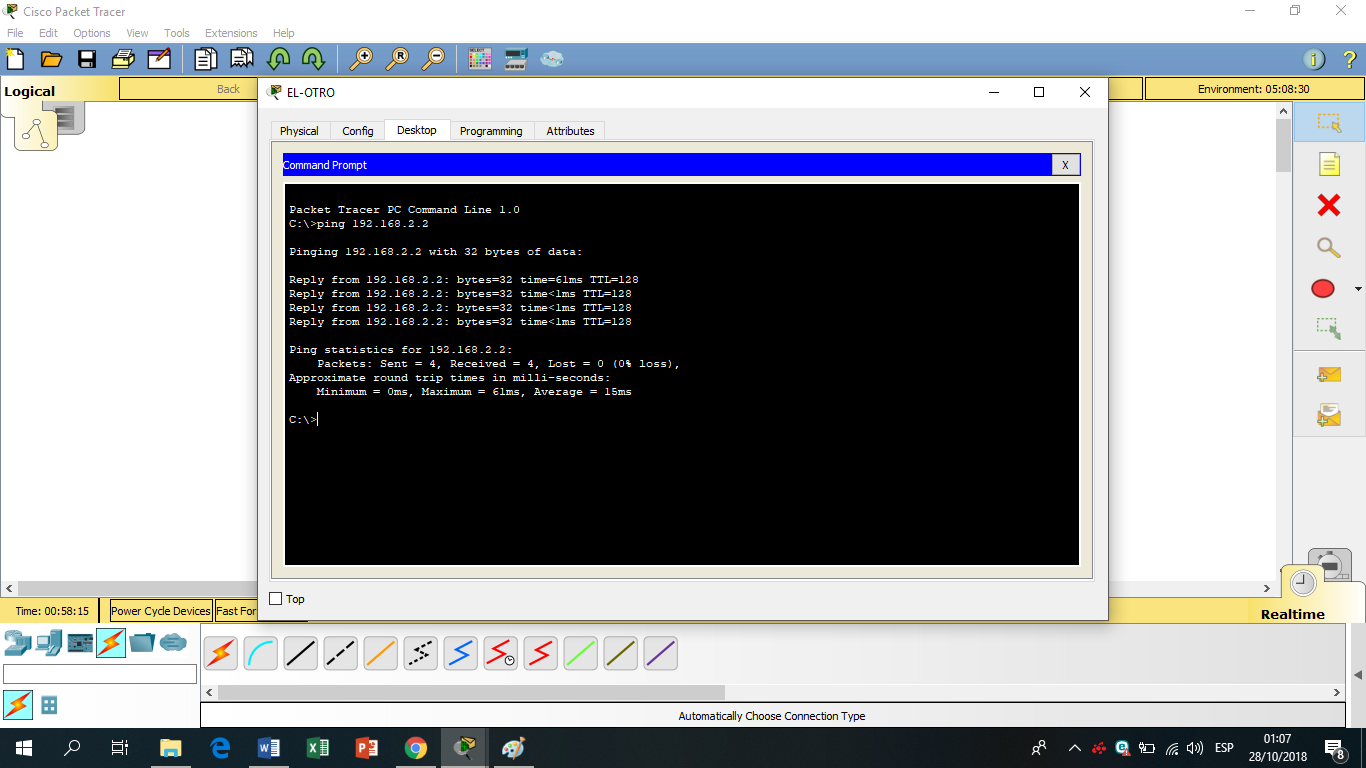 Cisco Packet Tracer
File Edit Options View Tools Extensions Help
Logical
Back
Environment: 05:08:30
EL-OTRO
Physical Config Desktop Programming Attributes
Command Prompt
X
Packet Tracer PC Command Line 1.0
C:\>ping 192.168.2.2
Pinging 192.168.2.2 with 32 bytes of data:
Reply from 192.168.2.2: bytes=32 time=61ms TTL=128
Reply from 192.168.2.2: bytes=32 time<1ms TTL=128
Reply from 192.168.2.2: bytes=32 time<1ms TTL=128
Reply from 192.168.2.2: bytes=32 time<1ms TTL=128
Ping statistics for 192.168.2.2:
Packets: Sent = 4, Received = 4, Lost = 0 (0% loss),
Approximate round trip times in milli-seconds:
Minimum = 0ms, Maximum = 61ms, Average = 15ms
C:\>
Top
Time: 00:58:15 Power Cycle Devices Fast For
Realtime
Automatically Choose Connection Type
ESP
01:07
28/10/2018
8